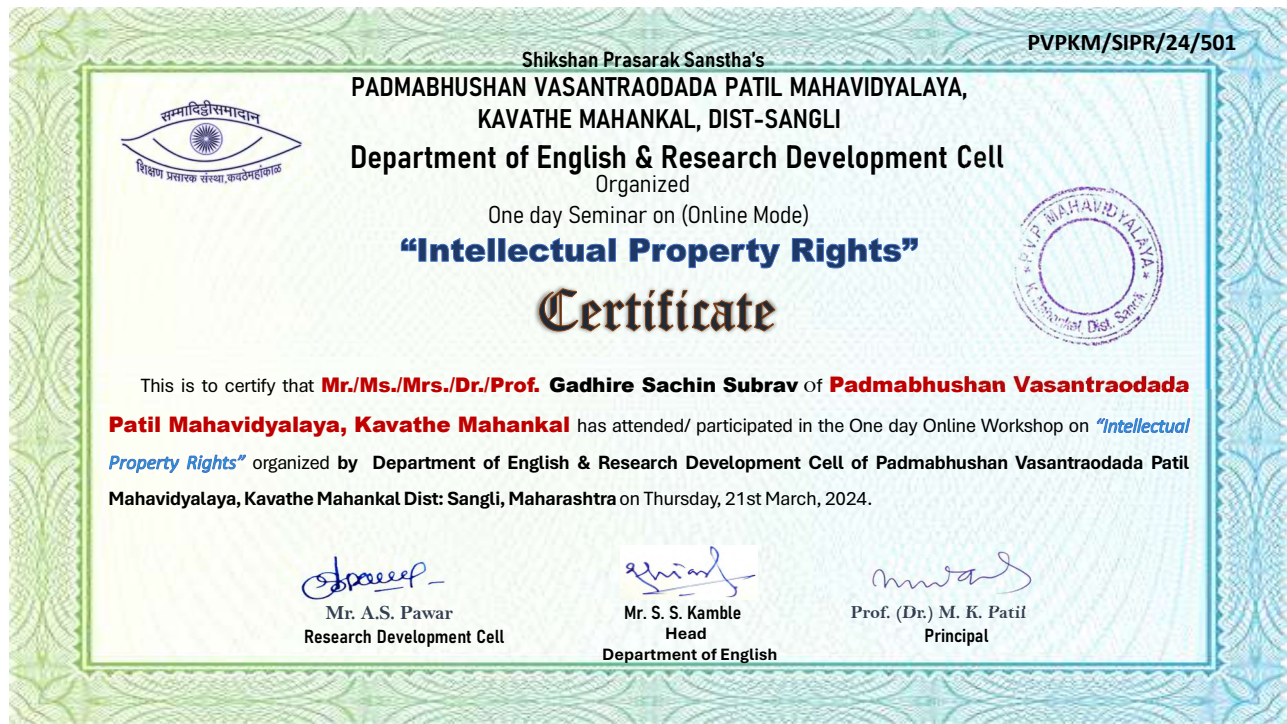 PVPKM/SIPR/24/501
Shikshan Prasarak Sanstha's
PADMABHUSHAN VASANTRAODADA PATIL MAHAVIDYALAYA,
KAVATHE MAHANKAL, DIST-SANGLI
Department of English & Research Development Cell
Organized
One day Seminar on (Online Mode)
“Intellectual Property Rights”
Certificate
सम्मादिट्ठीसमादान
शिक्षण प्रसारक संस्था,कवठेमहांकाळ
* P.V.P. MAHAVIDYALAYA *
K. Mahankal, Dist. Sangli.
This is to certify that Mr./Ms./Mrs./Dr./Prof. Gadhire Sachin Subrav of Padmabhushan Vasantraodada
Patil Mahavidyalaya, Kavathe Mahankal has attended/ participated in the One day Online Workshop on “Intellectual
Property Rights” organized by Department of English & Research Development Cell of Padmabhushan Vasantraodada Patil
Mahavidyalaya, Kavathe Mahankal Dist: Sangli, Maharashtra on Thursday, 21st March, 2024.
Mr. A.S. Pawar
Research Development Cell
Mr. S. S. Kamble
Head
Department of English
Prof. (Dr.) M. K. Patil
Principal